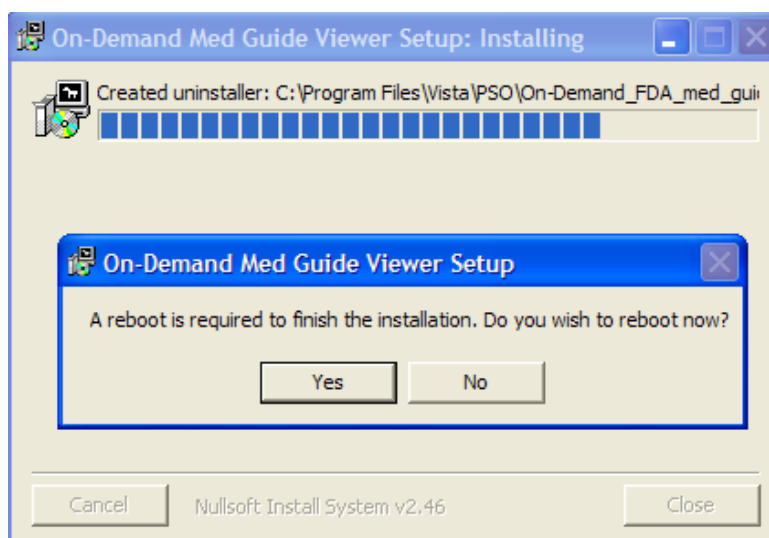 On-Demand Med Guide Viewer Setup: Installing
Created uninstaller: C:\Program Files\Vista\PSO\On-Demand_FDA_med_gui
On-Demand Med Guide Viewer Setup
A reboot is required to finish the installation. Do you wish to reboot now?
Yes No
Cancel Nullsoft Install System v2.46 Close